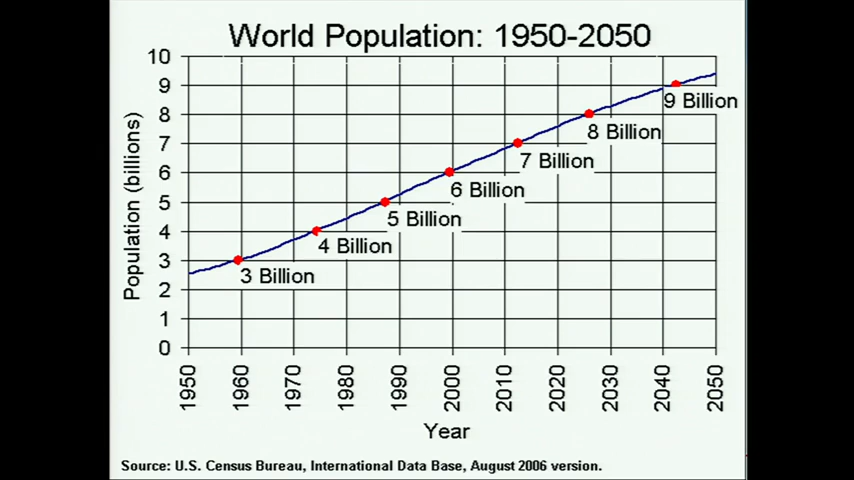 World Population: 1950-2050
10
9
8
7
6
5
4
3
2
1
0
Population (billions)
9 Billion
8 Billion
7 Billion
6 Billion
5 Billion
4 Billion
3 Billion
1950 1960 1970 1980 1990 2000 2010 2020 2030 2040 2050
Year
Source: U.S. Census Bureau, International Data Base, August 2006 version.